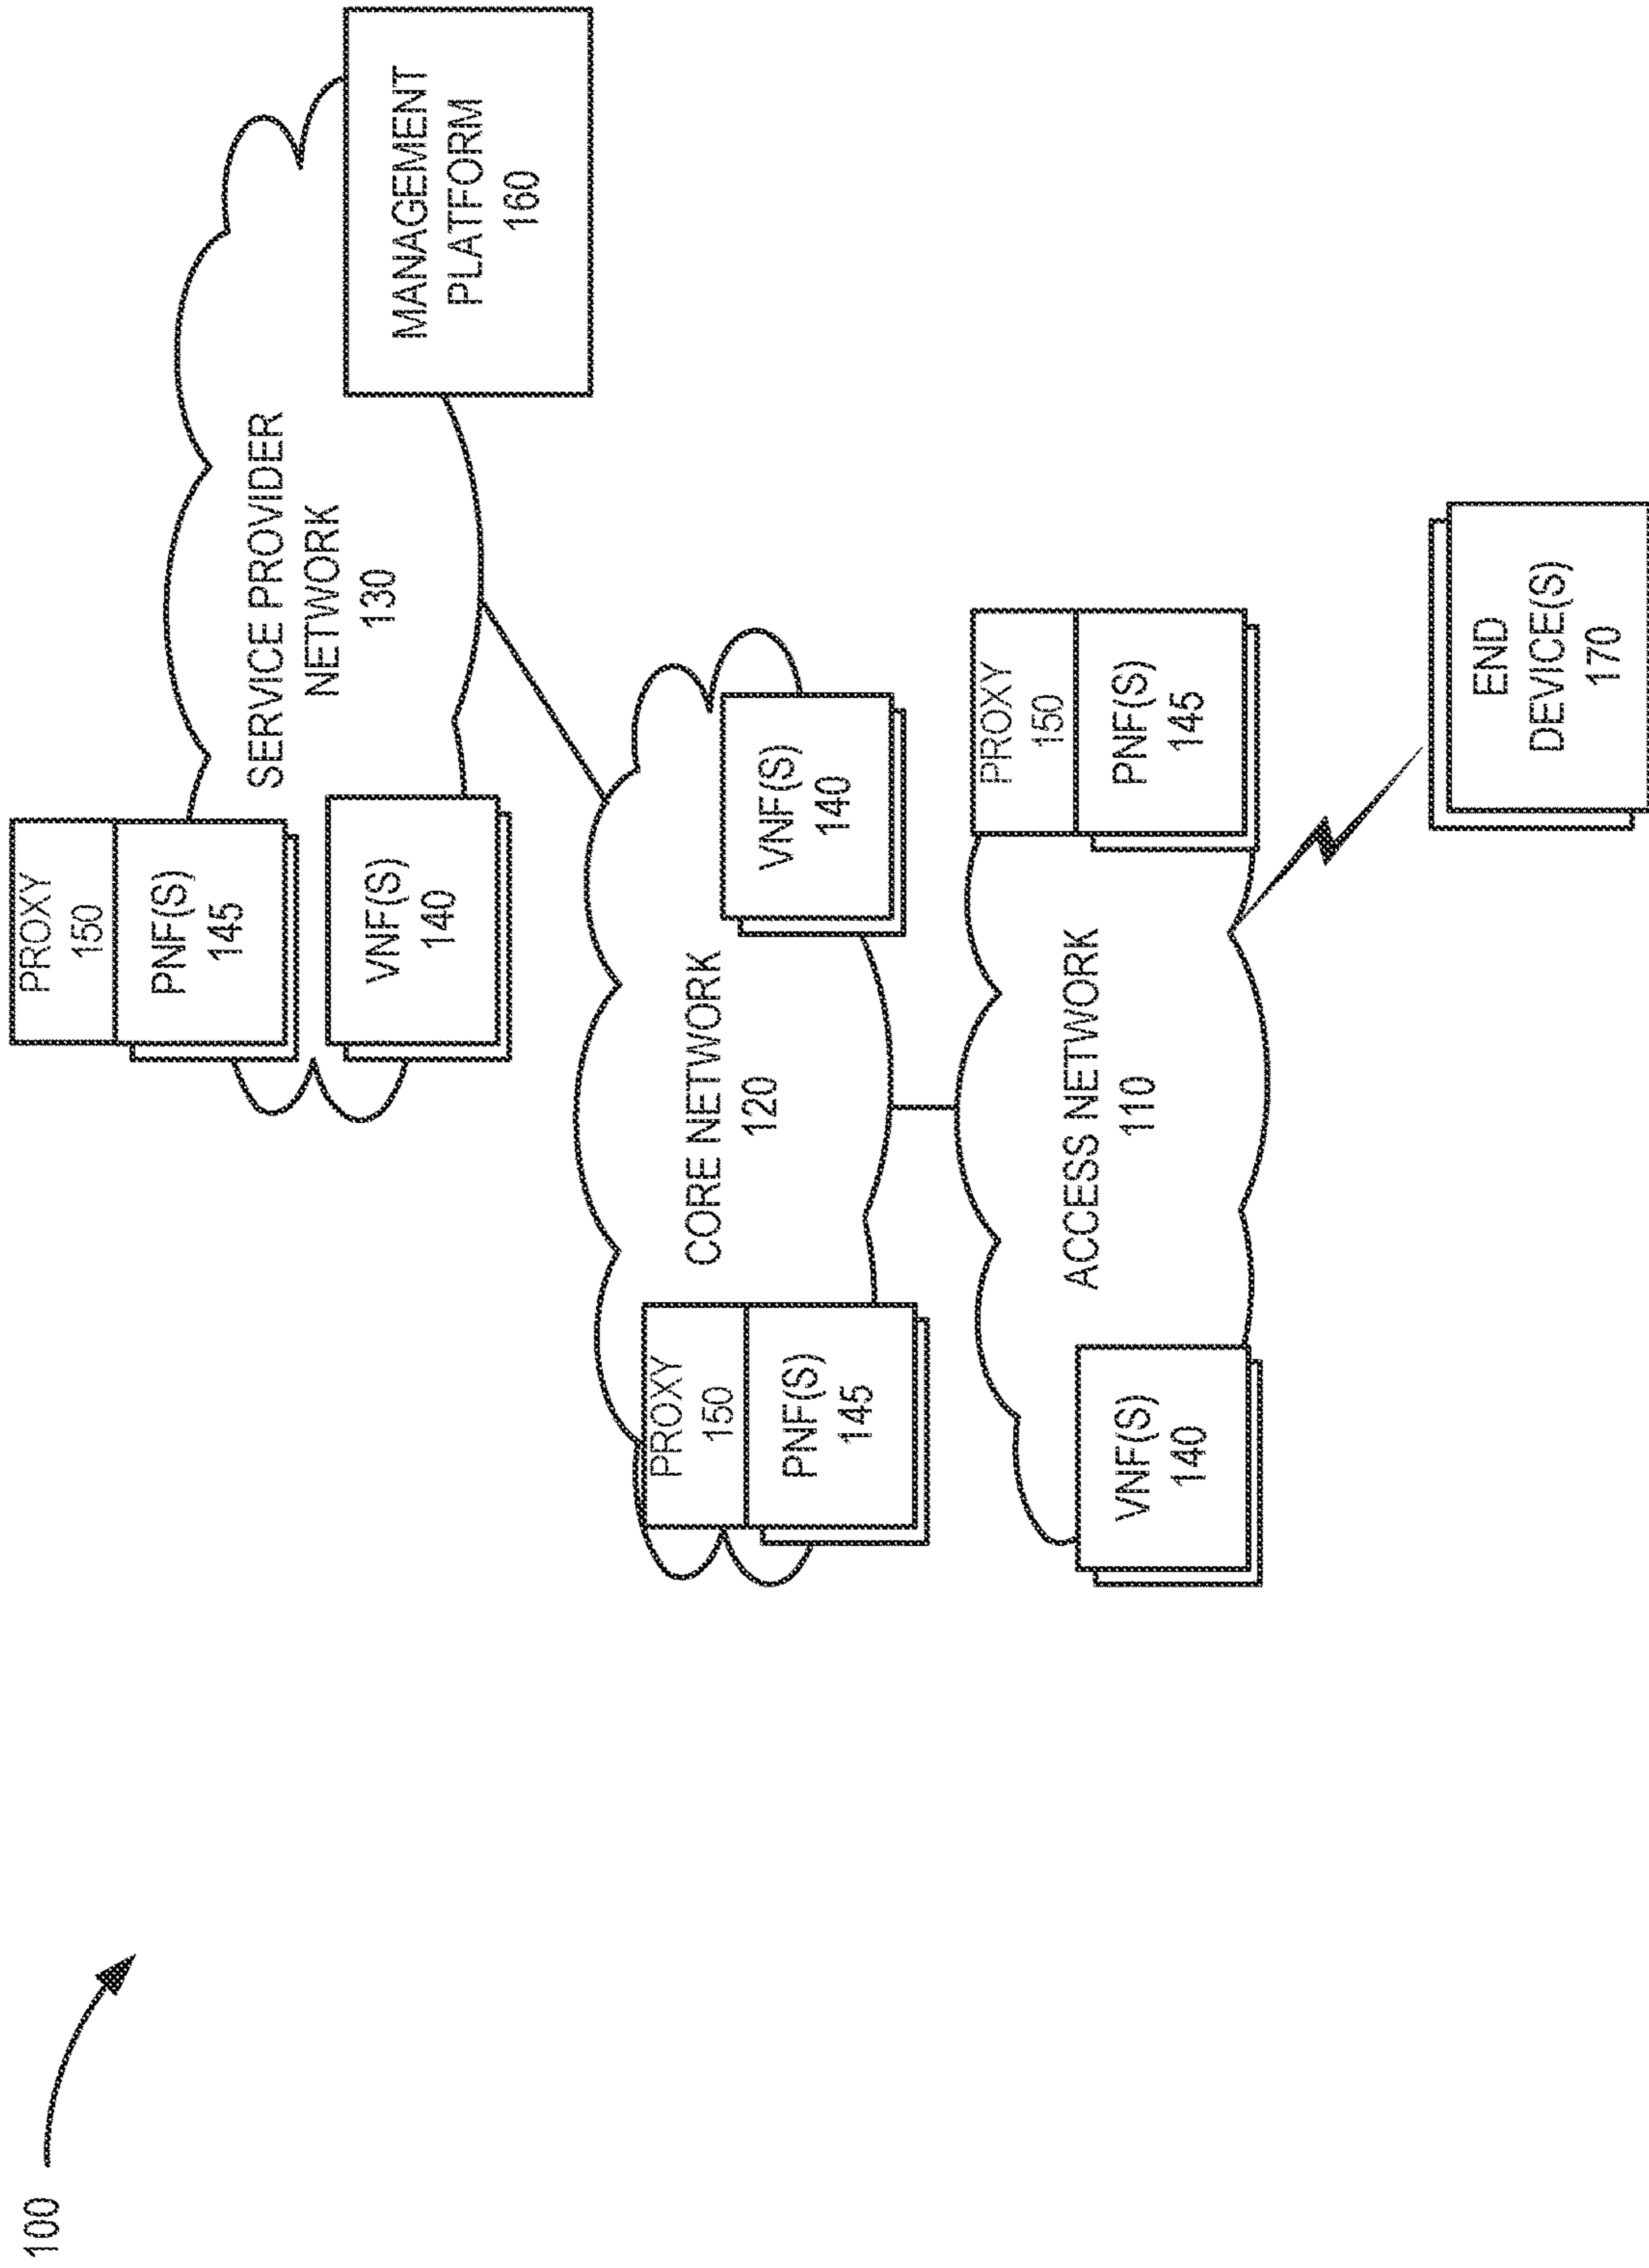 100
PROXY
150
PNF(S)
145
VNF(S)
140
SERVICE PROVIDER
NETWORK
130
MANAGEMENT
PLATFORM
160
PROXY
150
PNF(S)
145
CORE NETWORK
120
VNF(S)
140
VNF(S)
140
ACCESS NETWORK
110
PROXY
150
PNF(S)
145
END
DEVICE(S)
170